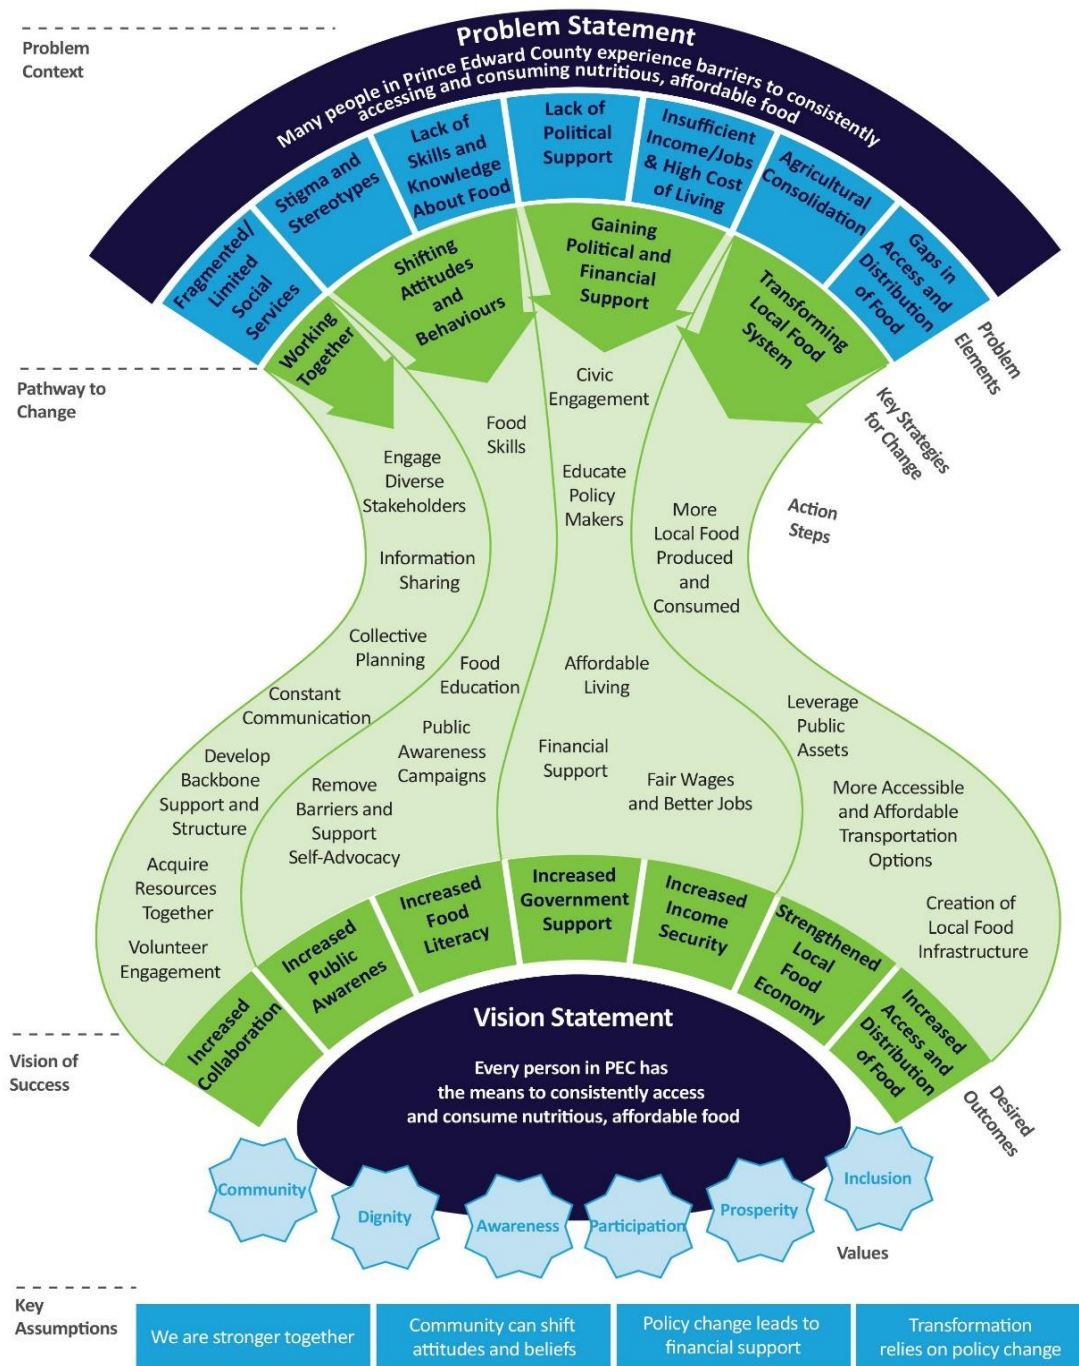 Problem
Context
Problem Statement
Many people in Prince Edward County experience barriers to consistently
accessing and consuming nutritious, affordable food
Fragmented/
Limited
Social
Services
Stigma and
Stereotypes
Lack of
Skills and
Knowledge
About Food
Lack of
Political
Support
Insufficient
Income/Jobs
& High Cost
of Living
Agricultural
Consolidation
Gaps in
Access and
Distribution
of Food
Problem
Elements
Pathway to
Change
Working
Together
Shifting
Attitudes
and
Behaviours
Gaining
Political and
Financial
Support
Transforming
Local Food
System
Key Strategies
for Change
Action
Steps
Engage
Diverse
Stakeholders
Information
Sharing
Collective
Planning
Constant
Communication
Develop
Backbone
Support and
Structure
Acquire
Resources
Together
Volunteer
Engagement
Food
Skills
Food
Education
Public
Awareness
Campaigns
Remove
Barriers and
Support
Self-Advocacy
Civic
Engagement
Educate
Policy
Makers
Affordable
Living
Financial
Support
Fair Wages
and Better Jobs
More
Local Food
Produced
and
Consumed
Leverage
Public
Assets
More Accessible
and Affordable
Transportation
Options
Creation of
Local Food
Infrastructure
Vision of
Success
Increased
Collaboration
Increased
Public
Awarenes
Increased
Food
Literacy
Increased
Government
Support
Increased
Income
Security
Strengthened
Local
Food
Economy
Increased
Access and
Distribution
of Food
Desired
Outcomes
Vision Statement
Every person in PEC has
the means to consistently access
and consume nutritious, affordable food
Community
Dignity
Awareness
Participation
Prosperity
Inclusion
Values
Key
Assumptions
We are stronger together
Community can shift
attitudes and beliefs
Policy change leads to
financial support
Transformation
relies on policy change